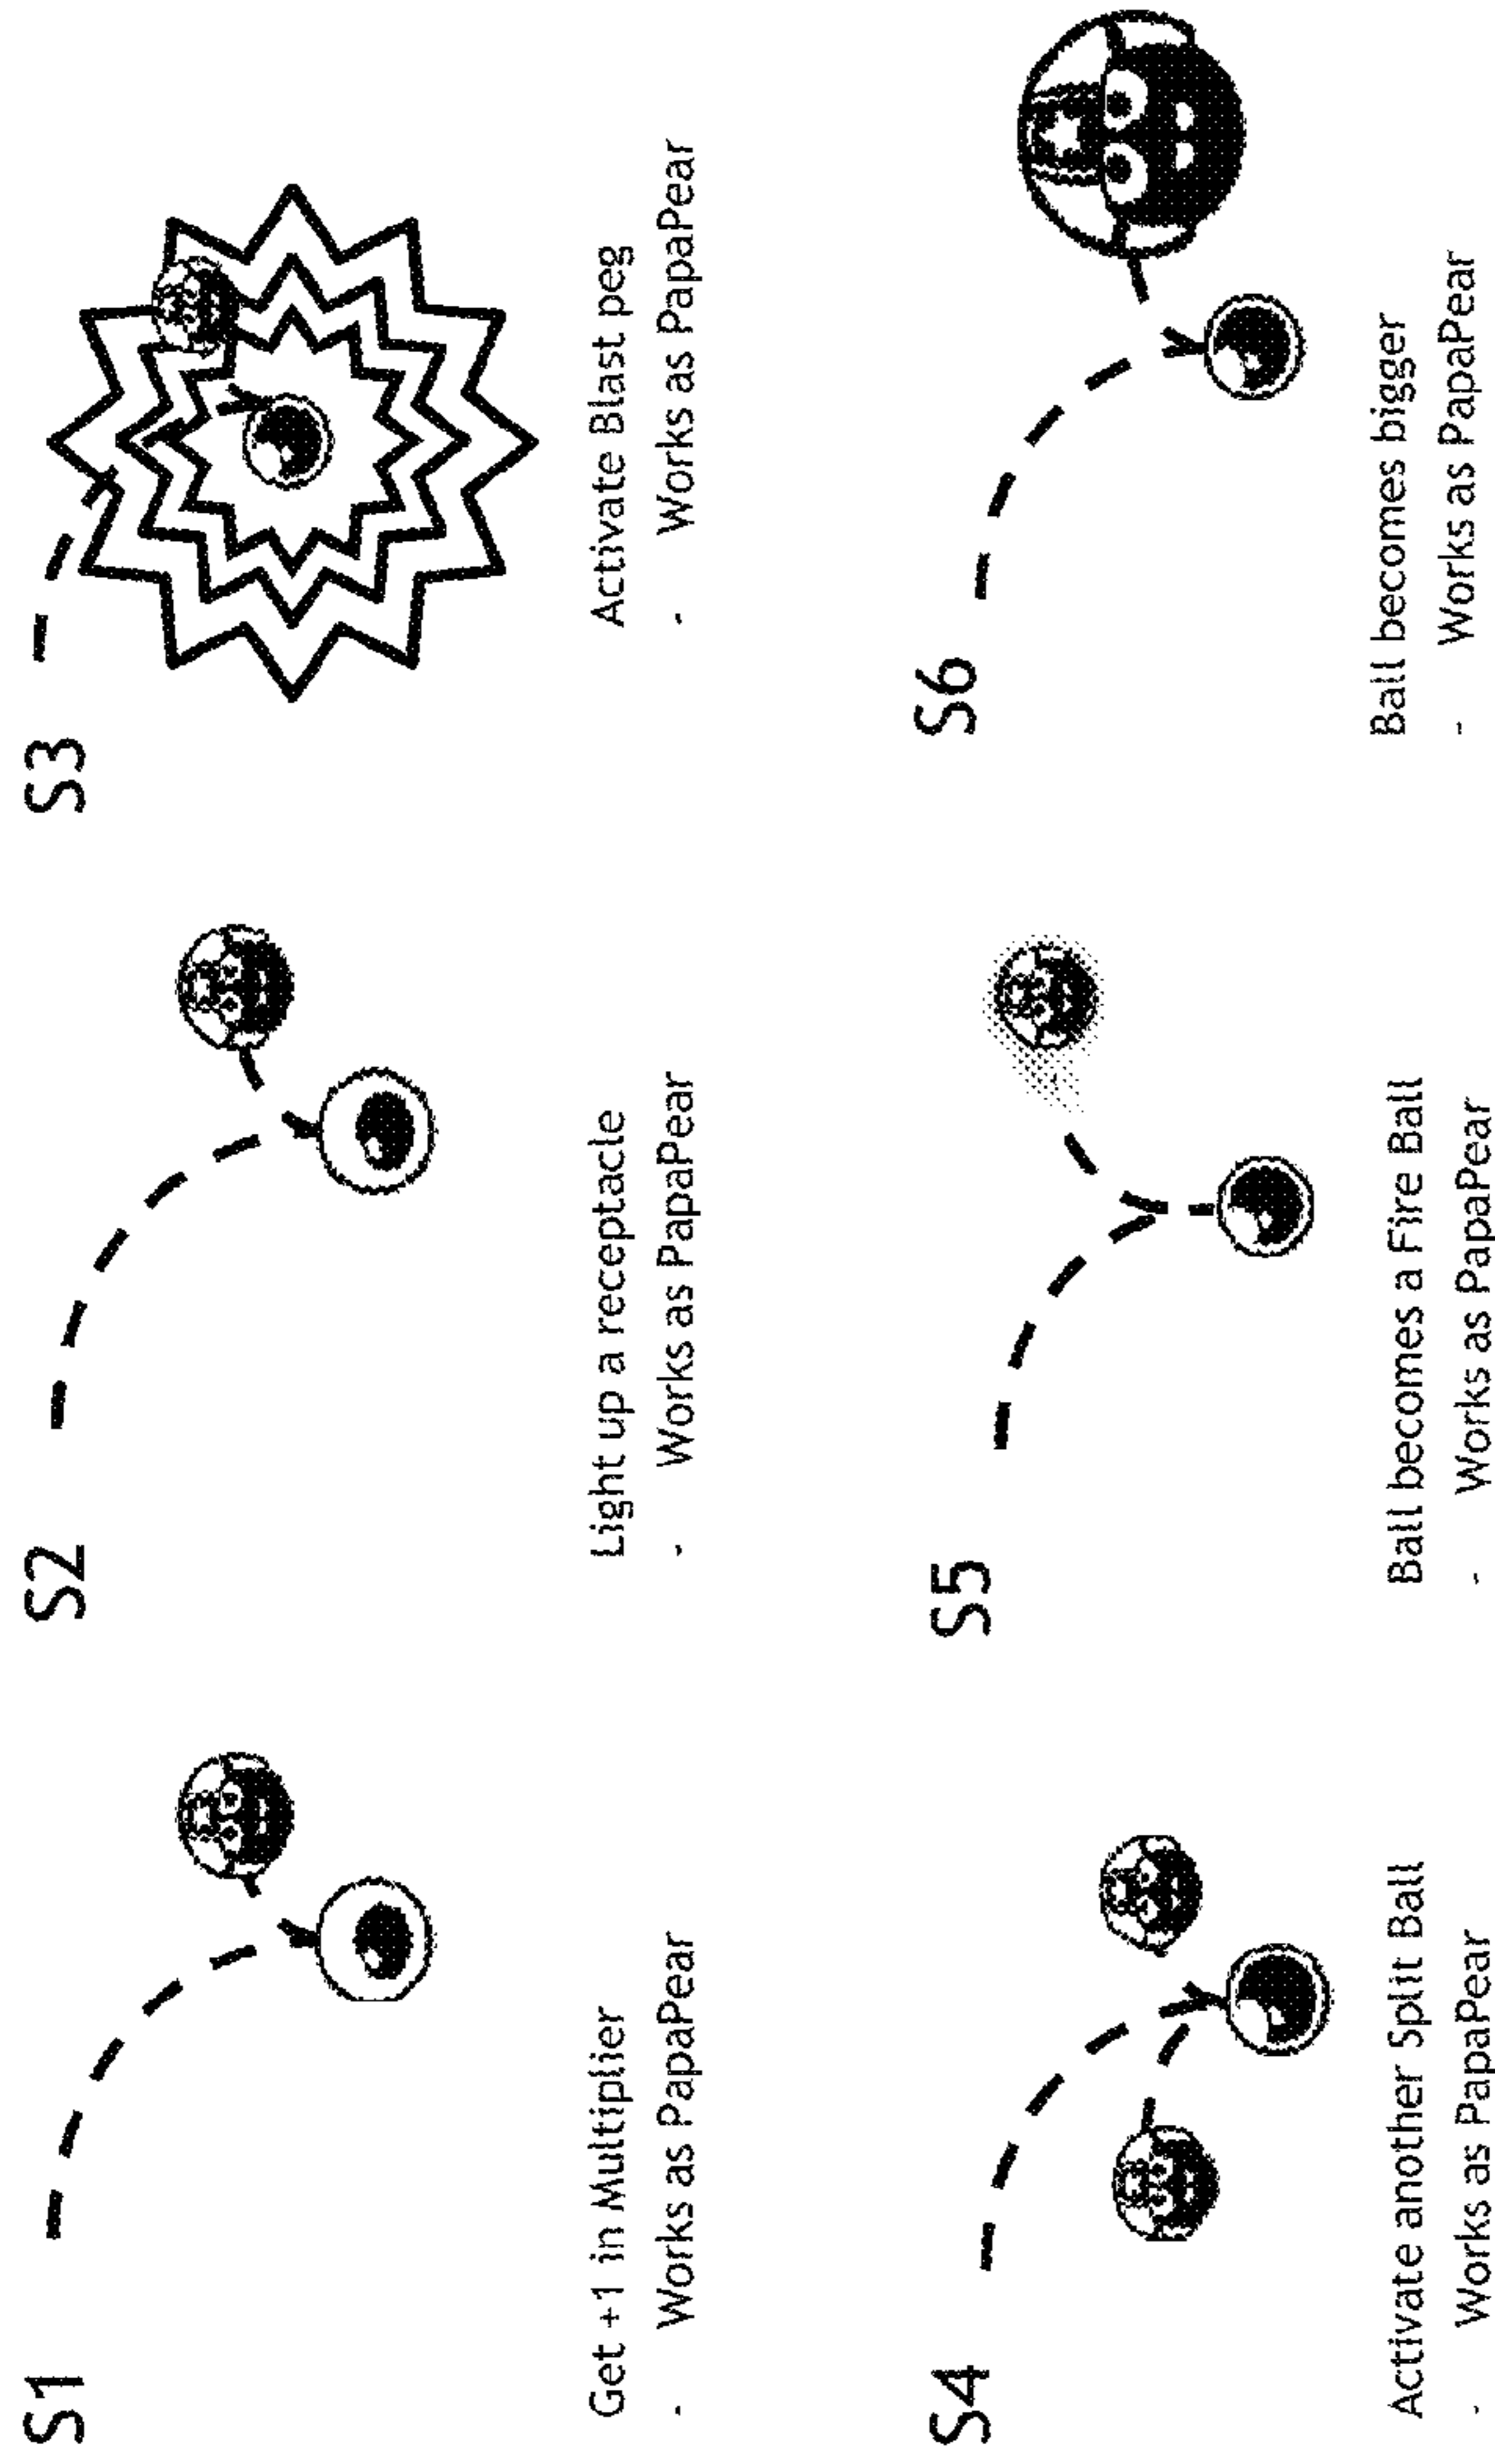 S1
Get +1 in Multiplier
- Works as PapaPear
S2
Light up a receptacle
- Works as PapaPear
S3
Activate Blast peg
- Works as PapaPear
S4
Activate another Split Ball
- Works as PapaPear
S5
Ball becomes a Fire Ball
- Works as PapaPear
S6
Ball becomes bigger
- Works as PapaPear